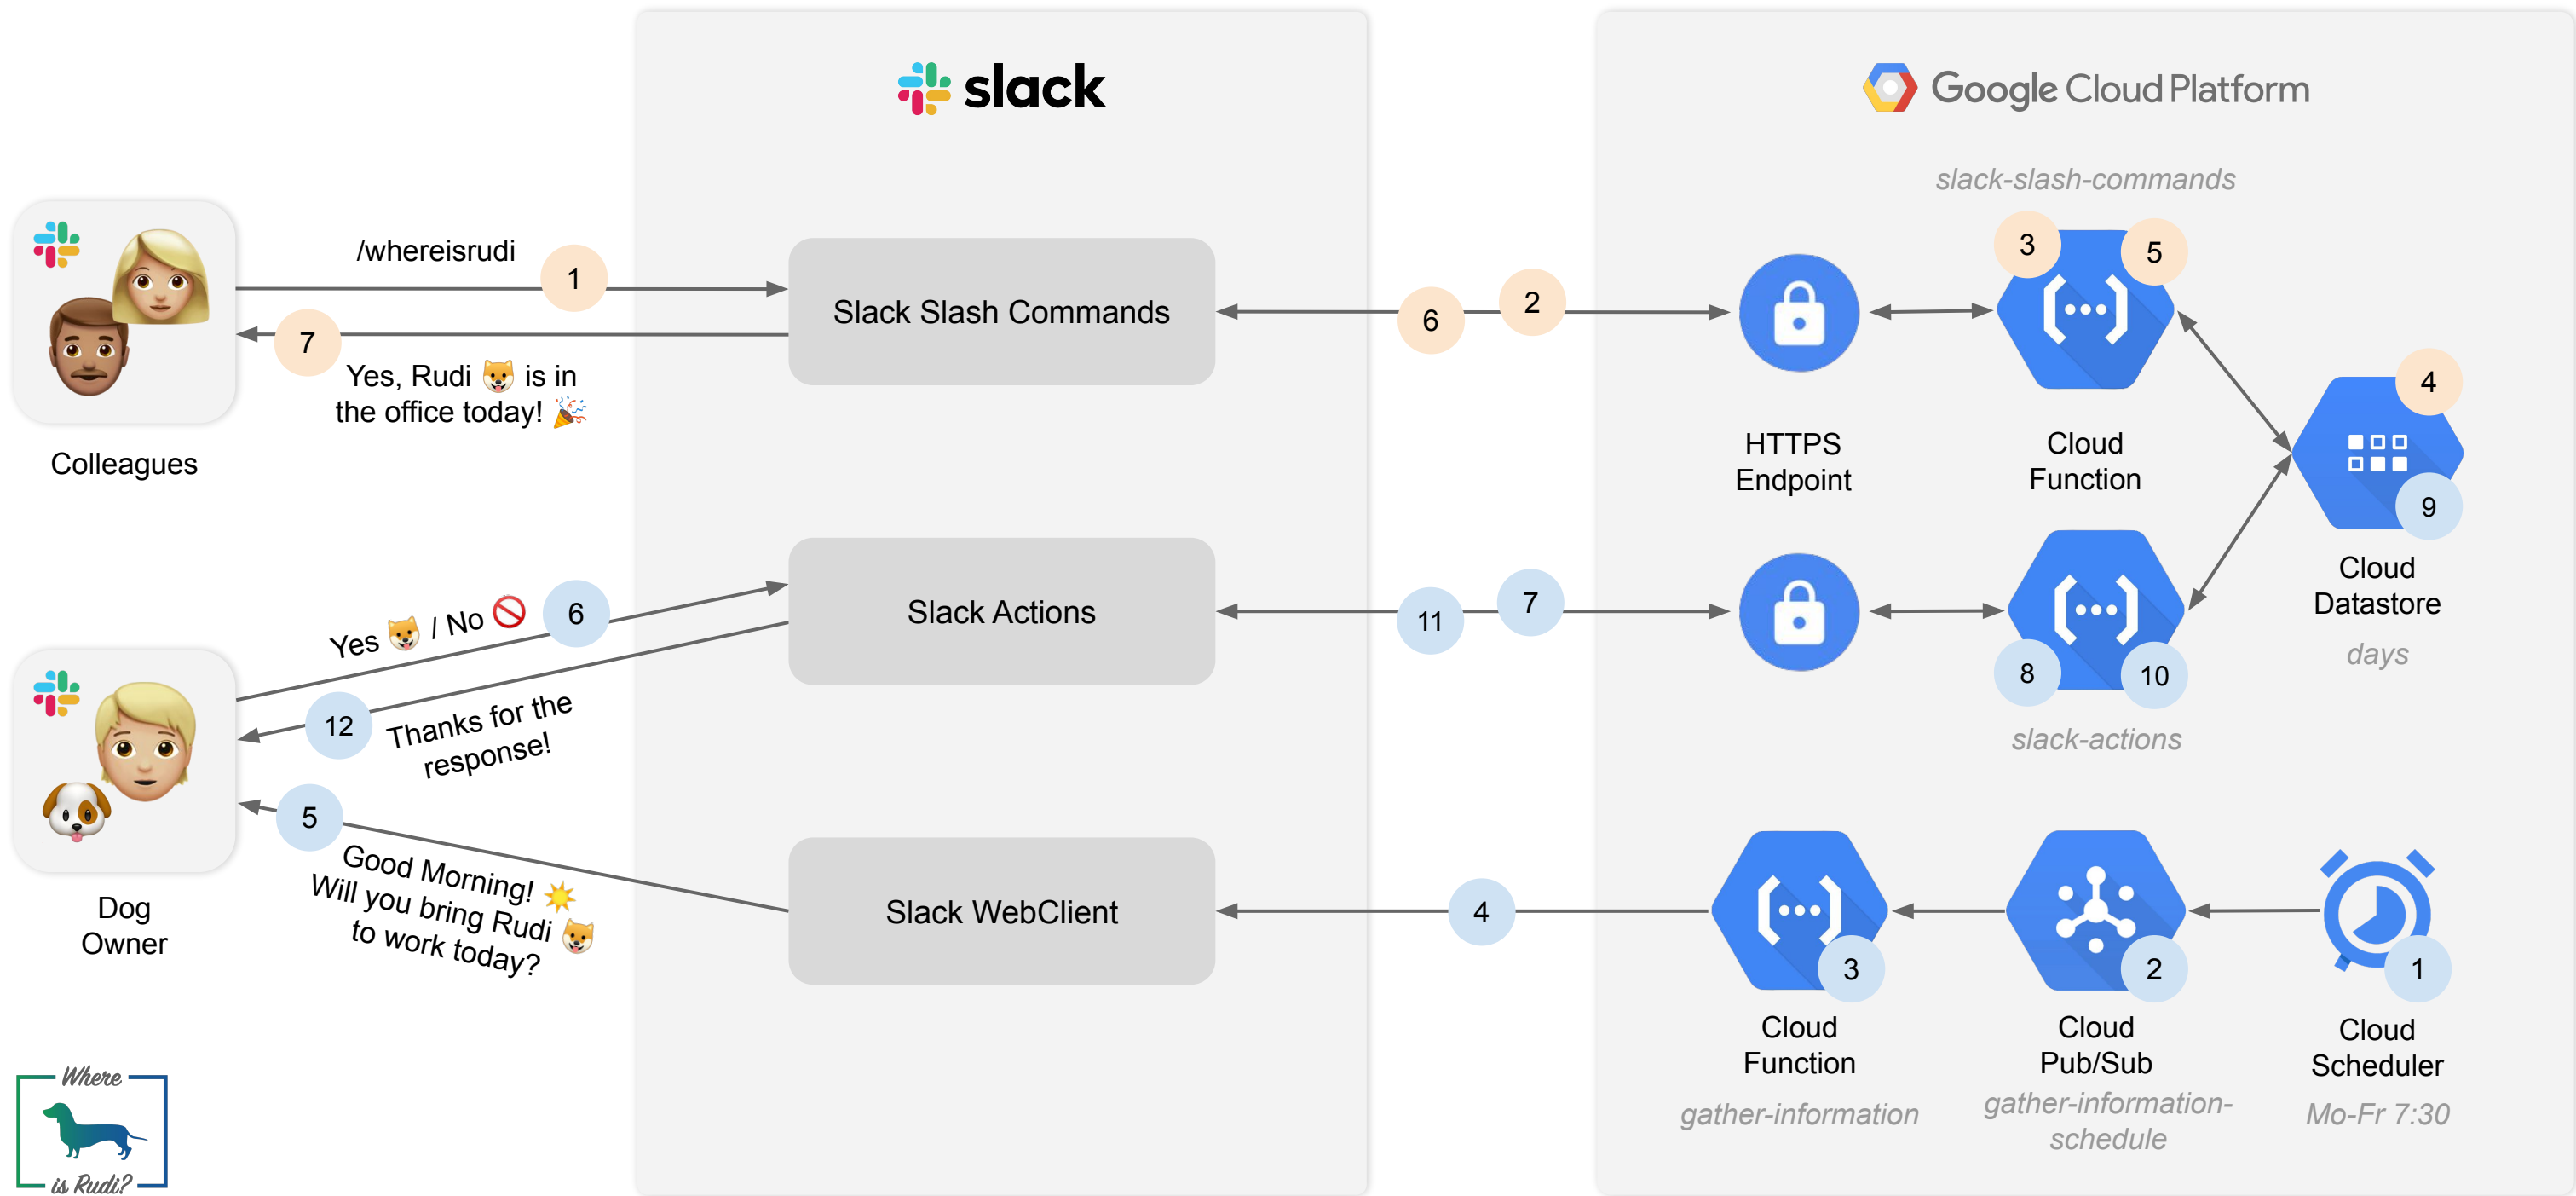 slack
Google Cloud Platform
slack-slash-commands
/whereisrudi
1
7
Yes, Rudi 🐶 is in
the office today! 🎉
Colleagues
Slack Slash Commands
6
2
3
5
HTTPS
Endpoint
Cloud
Function
4
9
Cloud
Datastore
days
Yes 🐶 / No 🚫
6
12
Thanks for the
response!
Slack Actions
11
7
8
10
slack-actions
5
Good Morning! ☀️
Will you bring Rudi 🐶
to work today?
Dog
Owner
Slack WebClient
4
3
2
1
Cloud
Function
gather-information
Cloud
Pub/Sub
gather-information-
schedule
Cloud
Scheduler
Mo-Fr 7:30
Where
is Rudi?